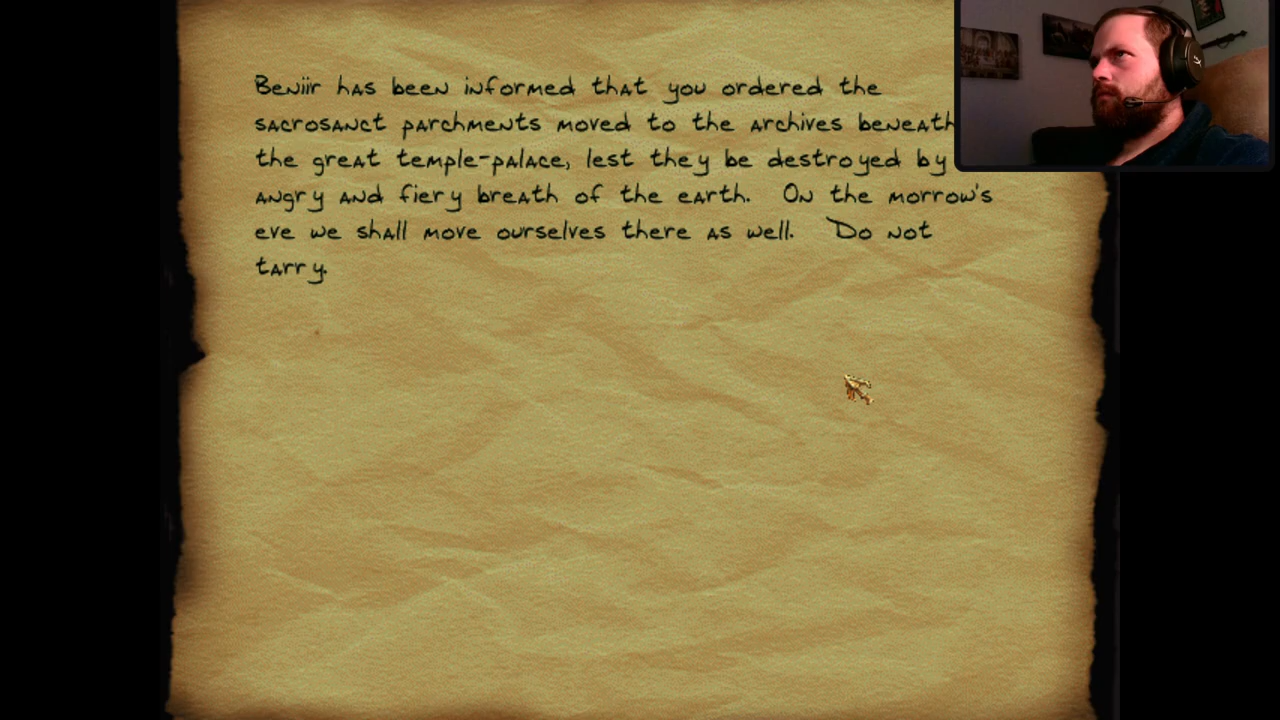 Beniir has been informed that you ordered the
sacrosanct parchments moved to the archives beneath
the great temple-palace, lest they be destroyed by
angry and fiery breath of the earth. On the morrow's
eve we shall move ourselves there as well. Do not
tarry.